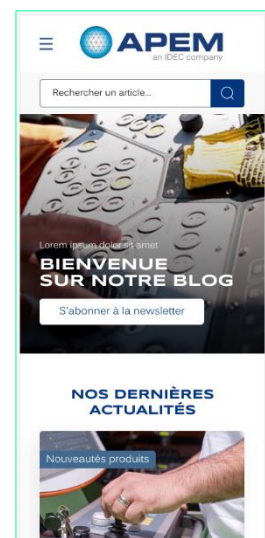 APEM
an IDEC company
Rechercher un article...
Lorem ipsum dolor sit amet
BIENVENUE
SUR NOTRE BLOG
S'abonner à la newsletter
NOS DERNIÈRES
ACTUALITÉS
Nouveautés produits